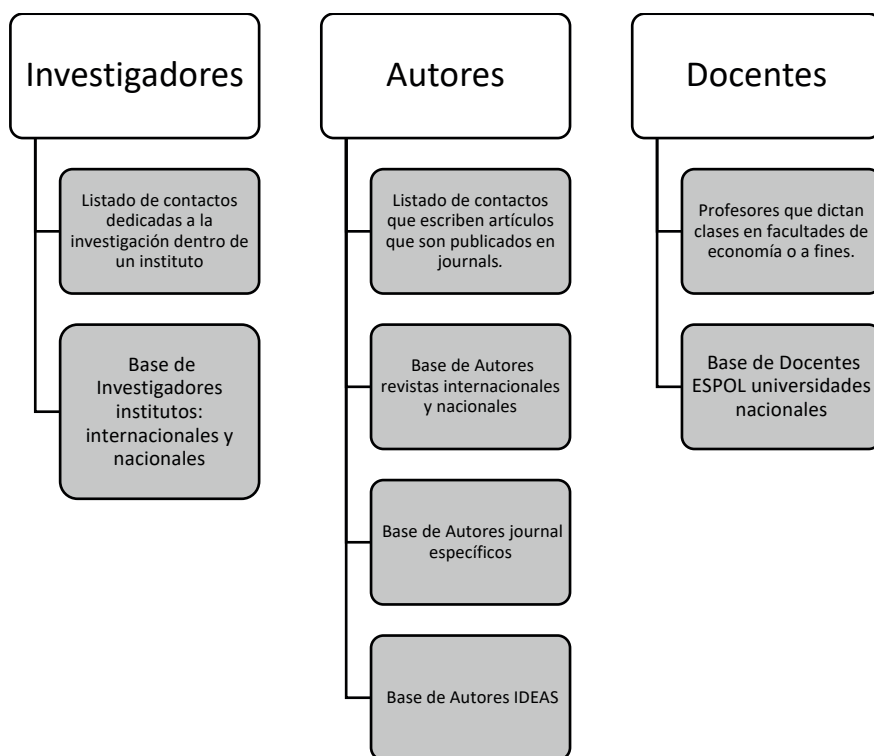 Investigadores
Listado de contactos
dedicadas a la
investigación dentro de
un instituto
Base de
Investigadores
institutos:
internacionales y
nacionales
Autores
Listado de contactos
que escriben artículos
que son publicados en
journals.
Base de Autores
revistas internacionales
y nacionales
Base de Autores journal
específicos
Base de Autores IDEAS
Docentes
Profesores que dictan
clases en facultades de
economía o a fines.
Base de Docentes
ESPOL universidades
nacionales